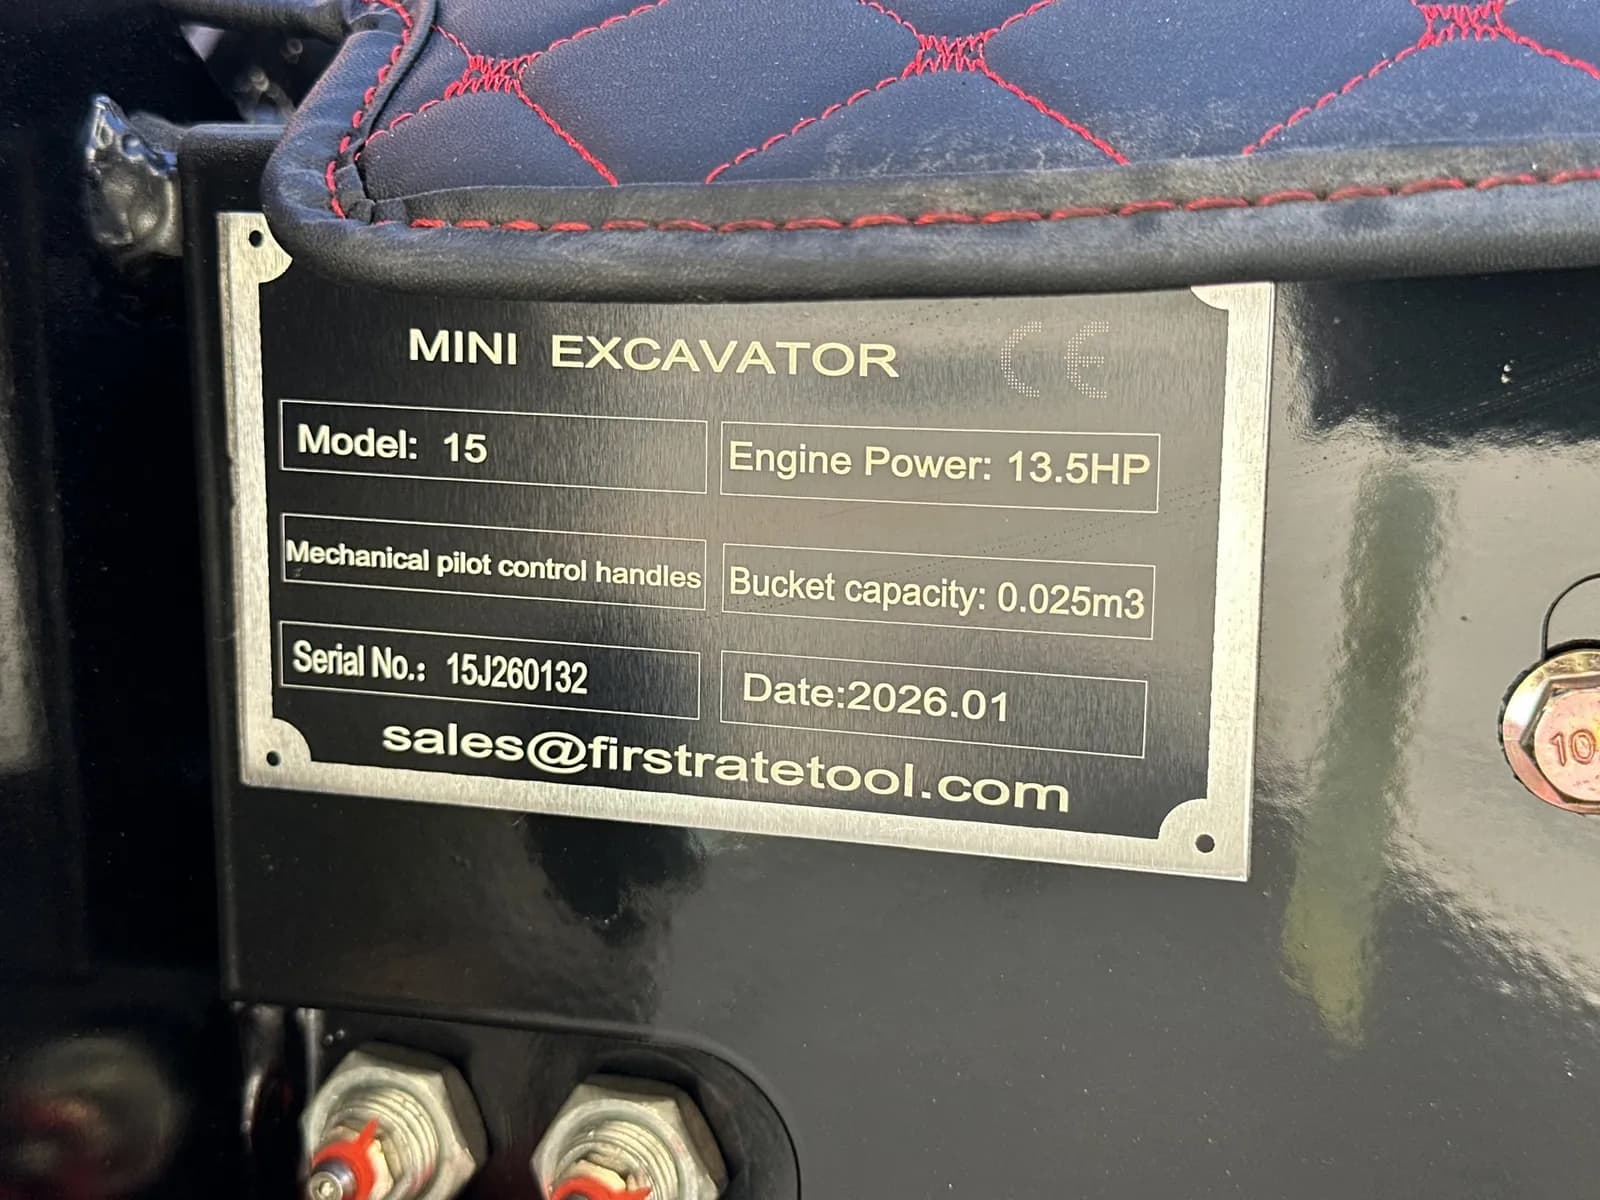 MINI EXCAVATOR CE
Model: 15
Engine Power: 13.5HP
Mechanical pilot control handles
Bucket capacity: 0.025m3
Serial No.: 15J260132
Date:2026.01
sales@firstratetool.com
10